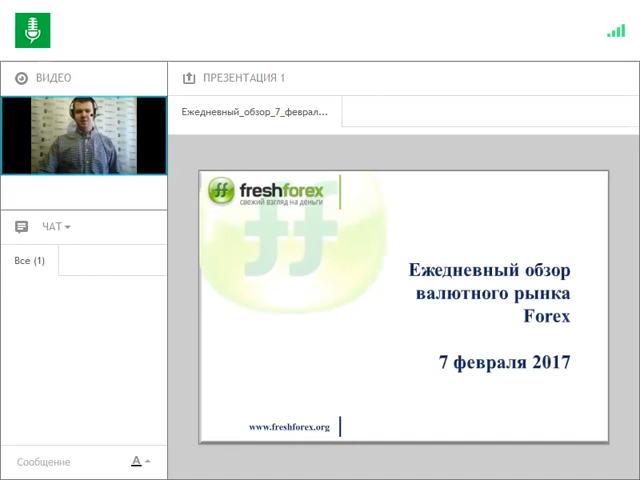 ВИДЕО
ПРЕЗЕНТАЦИЯ 1
Ежедневный_обзор_7_феврал...
freshforex
свежий взгляд на деньги
Ежедневный обзор
валютного рынка
Forex
7 февраля 2017
www.freshforex.org
ЧАТ
Все (1)
Сообщение
A